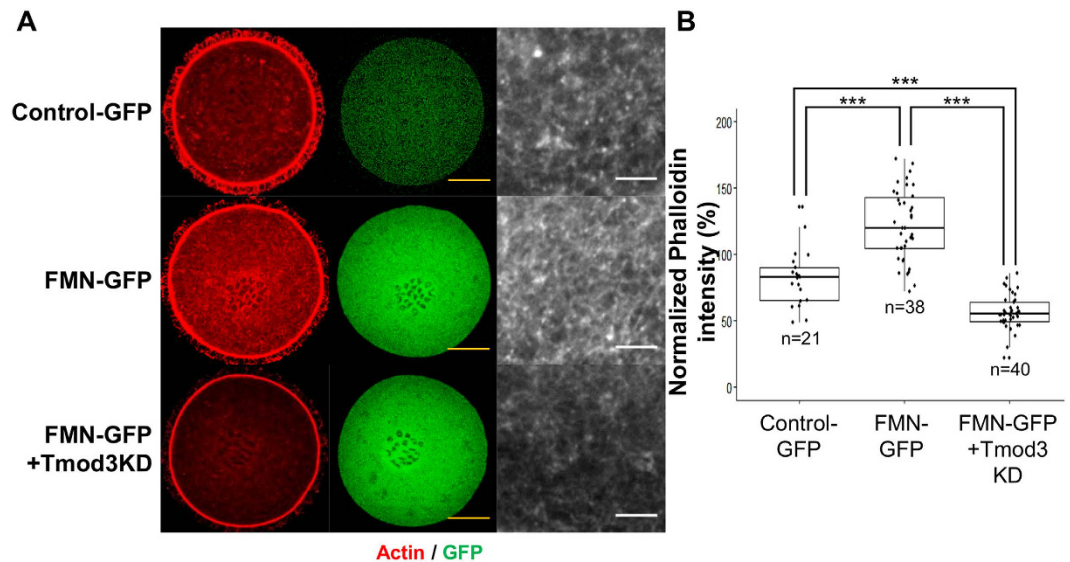 A
Control-GFP
FMN-GFP
FMN-GFP
+Tmod3KD
Actin / GFP
B
Normalized Phalloidin
intensity (%)
200
150
100
50
0
***
***
***
n=21
n=38
n=40
Control-
GFP
FMN-
GFP
FMN-GFP
+Tmod3
KD